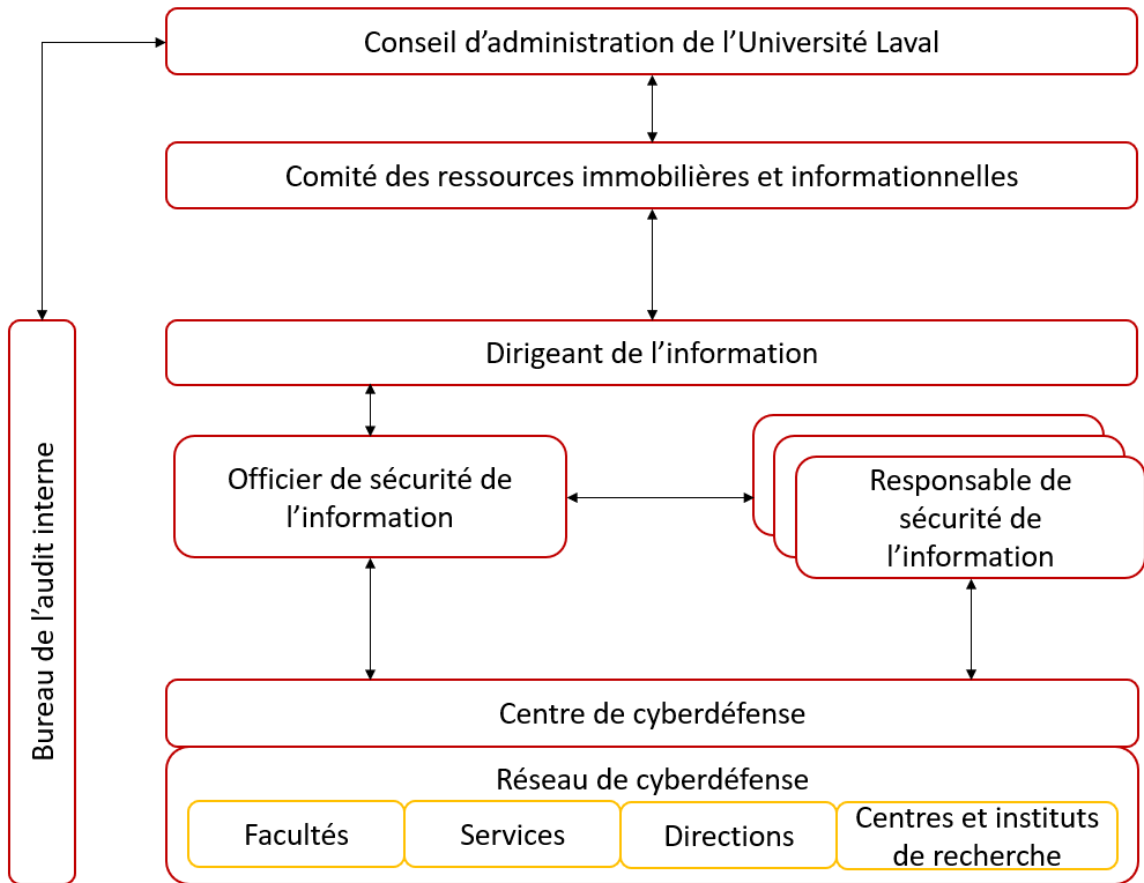 Conseil d’administration de l’Université Laval
Comité des ressources immobilières et informationnelles
Dirigeant de l’information
Officier de sécurité de
l’information
Responsable de
sécurité de
l’information
Bureau de l’audit interne
Centre de cyberdéfense
Réseau de cyberdéfense
Facultés
Services
Directions
Centres et instituts
de recherche